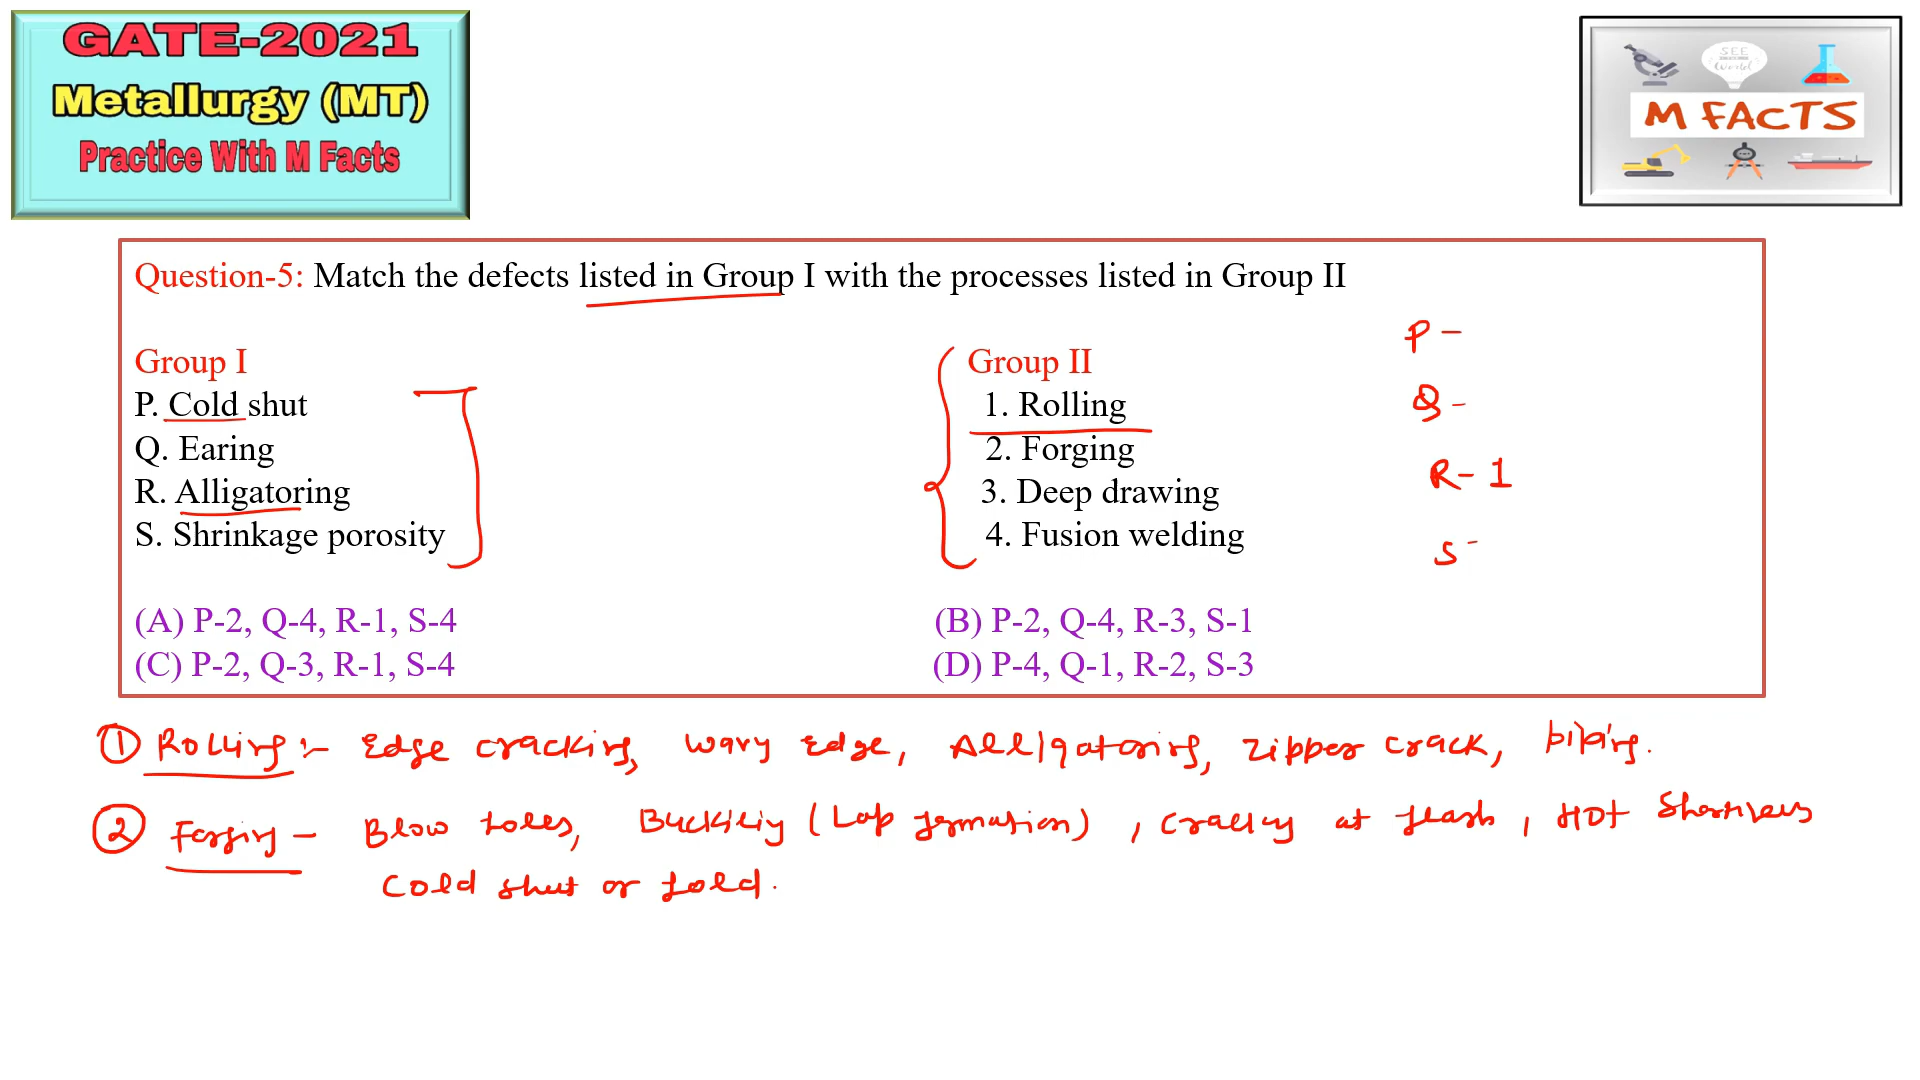 GATE-2021
Metallurgy (MT)
Practice With M Facts
SEE
THE
World
M FACTS
Question-5: Match the defects listed in Group I with the processes listed in Group II
Group I
P. Cold shut
Q. Earing
R. Alligatoring
S. Shrinkage porosity
Group II
1. Rolling
2. Forging
3. Deep drawing
4. Fusion welding
P -
Q -
R - 1
S -
(A) P-2, Q-4, R-1, S-4
(B) P-2, Q-4, R-3, S-1
(C) P-2, Q-3, R-1, S-4
(D) P-4, Q-1, R-2, S-3
① Rolling :- Edge cracking, wavy edge, Alligatoring, zipper crack, piping.
② Forging - Blow holes, Buckling (Lap formation), cracking at flash, HOT Shortness
Cold shut or fold.